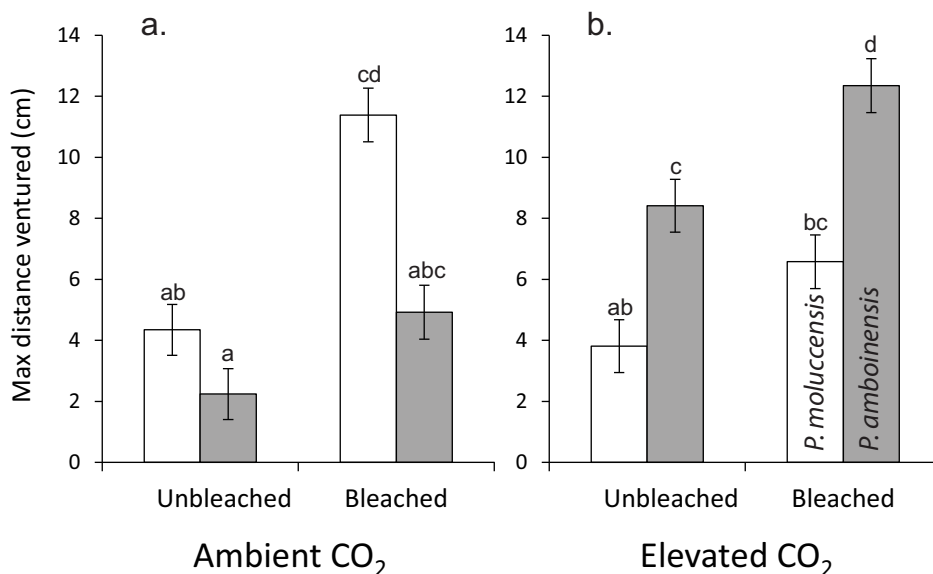 a.
b.
Max distance ventured (cm)
14
12
10
8
6
4
2
0
ab
a
cd
abc
Unbleached
Bleached
Ambient CO₂
14
12
10
8
6
4
2
0
ab
c
bc
d
P. moluccensis
P. amboinensis
Unbleached
Bleached
Elevated CO₂